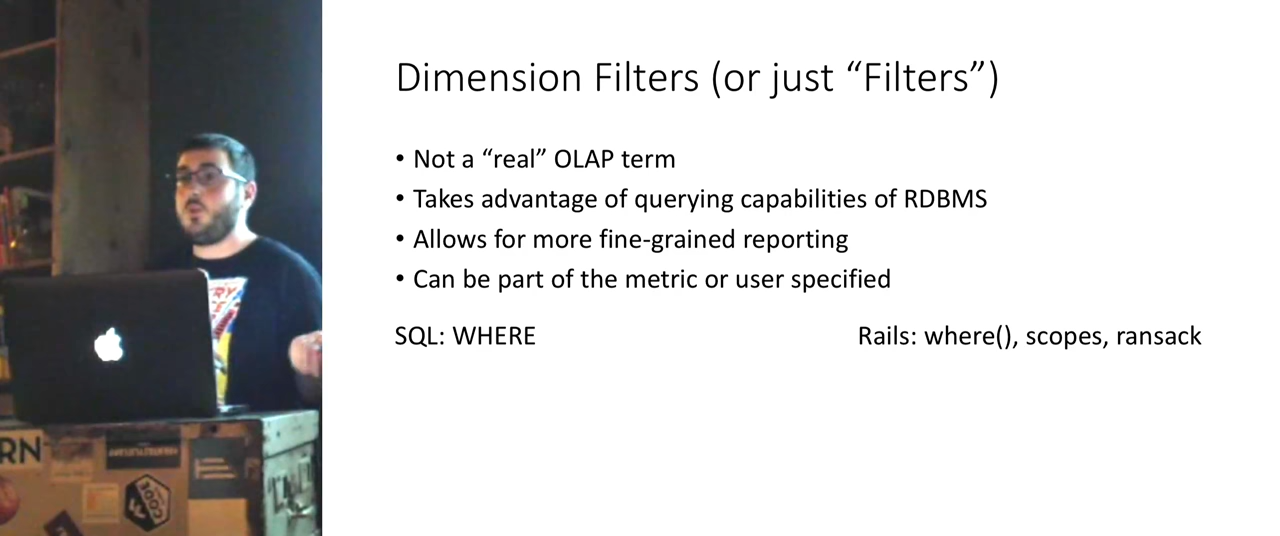 Dimension Filters (or just “Filters”)
• Not a “real” OLAP term
• Takes advantage of querying capabilities of RDBMS
• Allows for more fine-grained reporting
• Can be part of the metric or user specified
SQL: WHERE
Rails: where(), scopes, ransack
RN
CODE